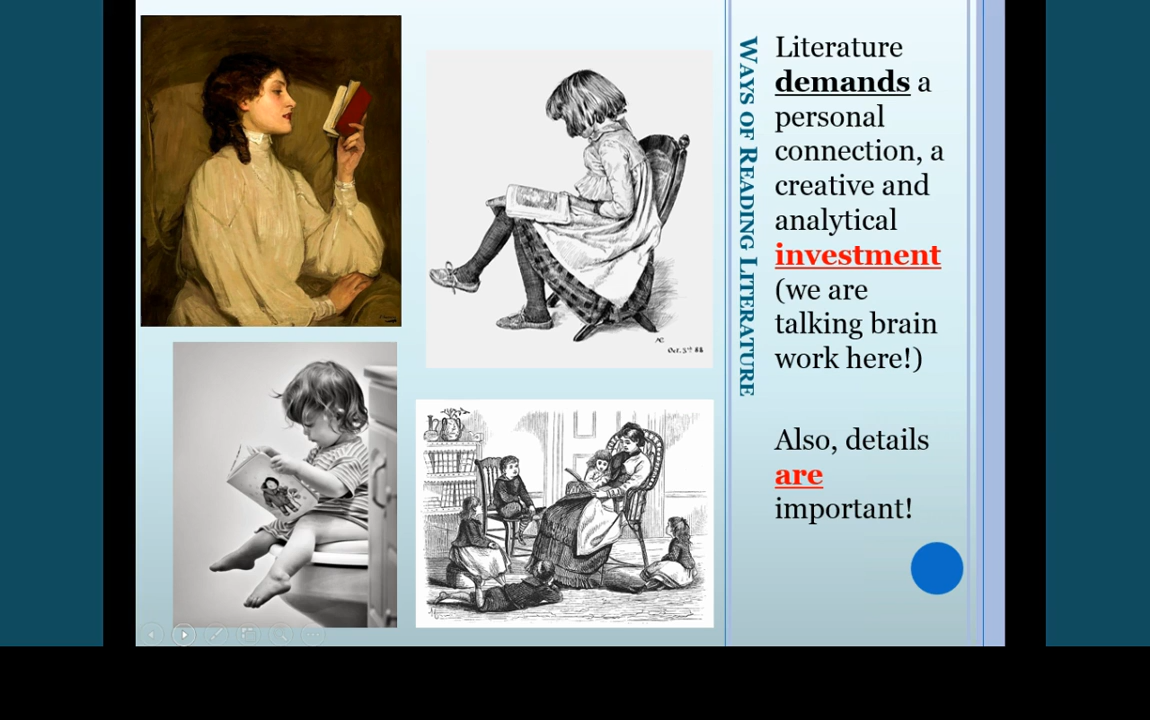 WAYS OF READING LITERATURE
Literature
demands a
personal
connection, a
creative and
analytical
investment
(we are
talking brain
work here!)
Also, details
are
important!
Oct. 3rd 88